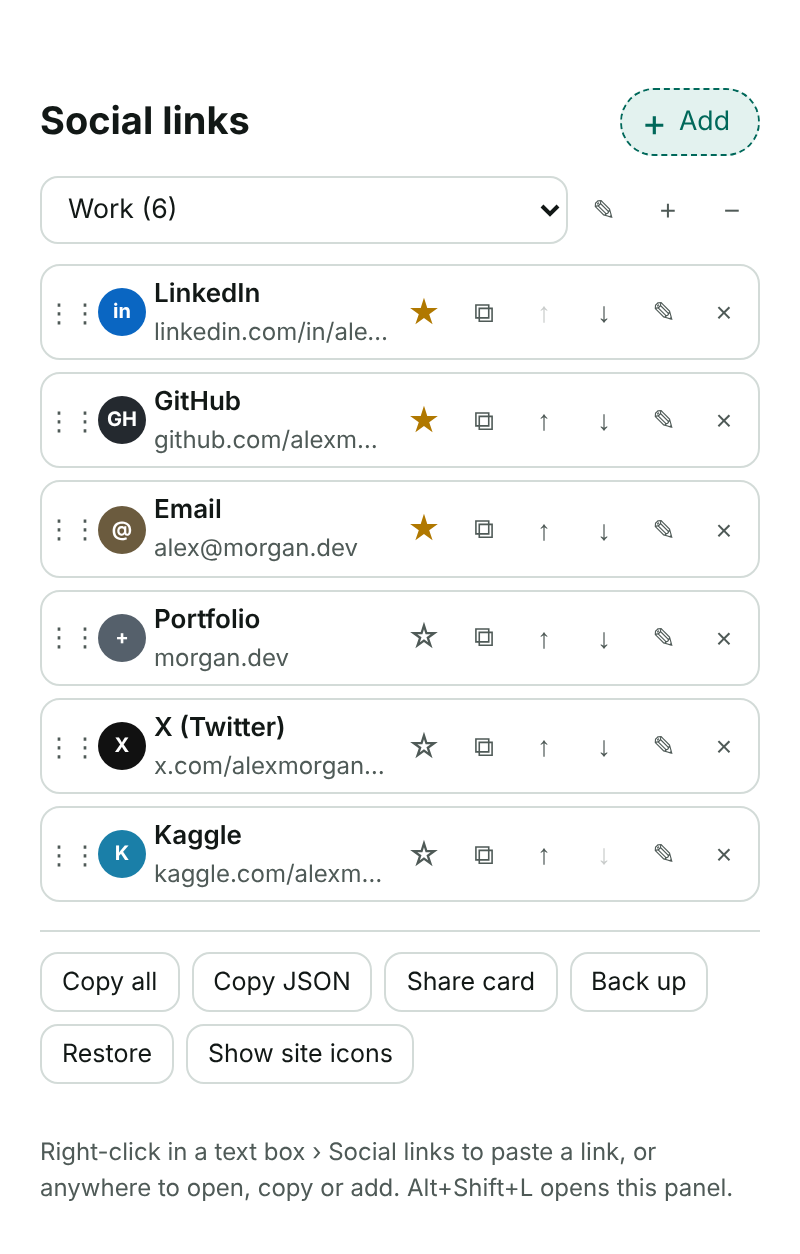 Social links
+ Add
Work (6)
✎ + −
in LinkedIn
linkedin.com/in/ale...
★ ⧉ ↑ ↓ ✎ ×
GH GitHub
github.com/alexm...
★ ⧉ ↑ ↓ ✎ ×
@ Email
alex@morgan.dev
★ ⧉ ↑ ↓ ✎ ×
+ Portfolio
morgan.dev
☆ ⧉ ↑ ↓ ✎ ×
X X (Twitter)
x.com/alexmorgan...
☆ ⧉ ↑ ↓ ✎ ×
K Kaggle
kaggle.com/alexm...
☆ ⧉ ↑ ↓ ✎ ×
Copy all Copy JSON Share card Back up
Restore Show site icons
Right-click in a text box › Social links to paste a link, or
anywhere to open, copy or add. Alt+Shift+L opens this panel.